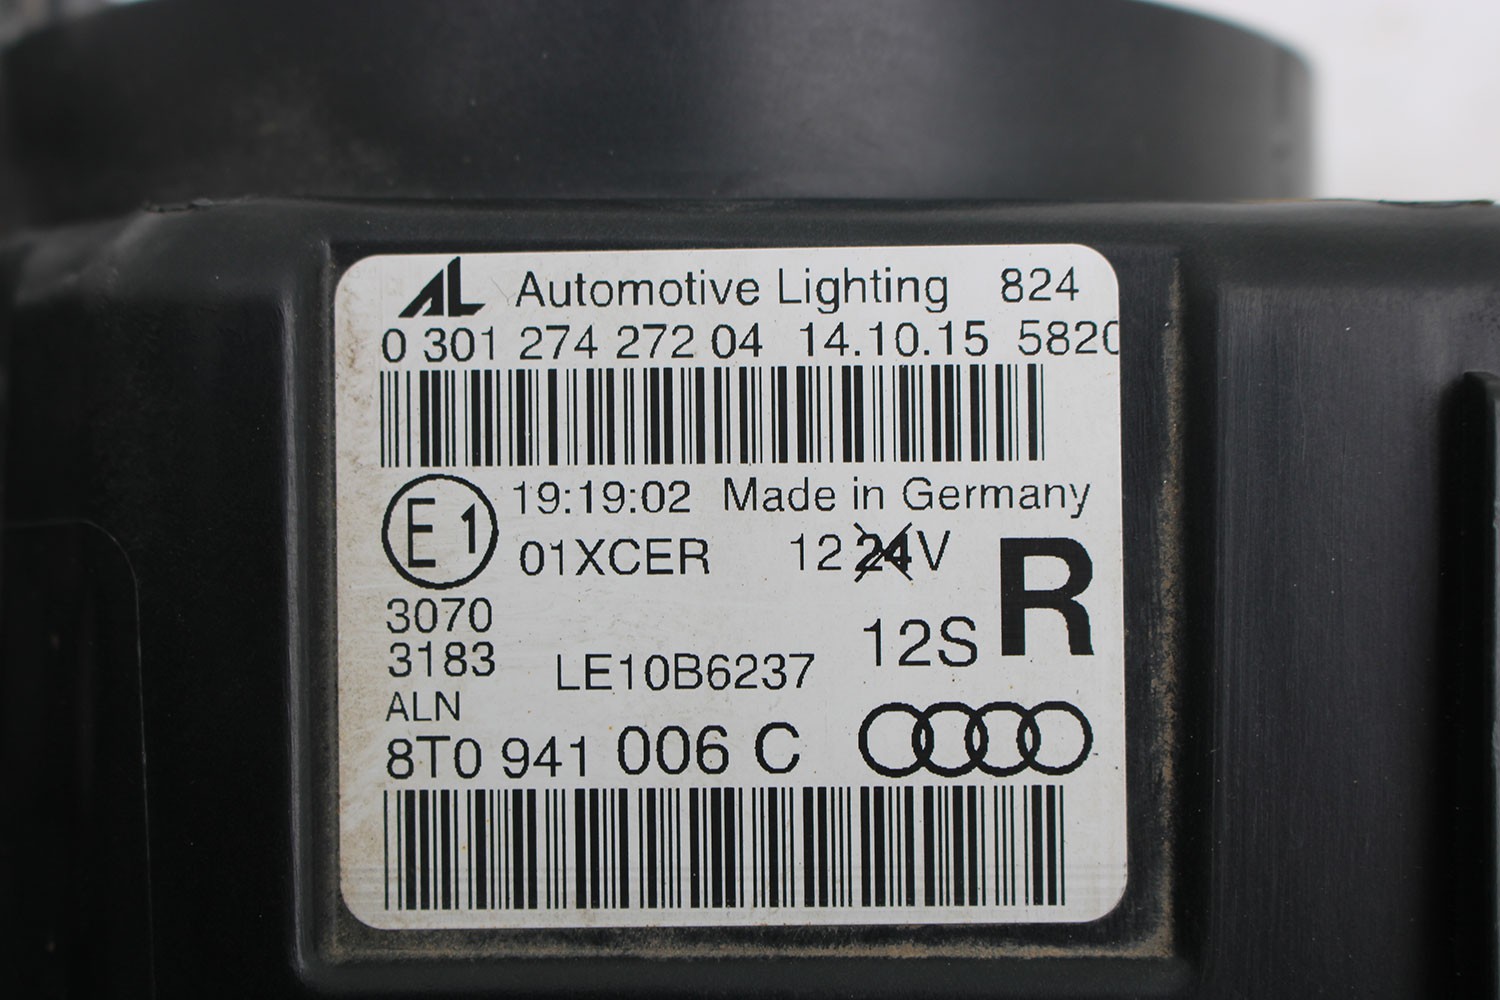 AL Automotive Lighting 824
0 301 274 272 04 14.10.15 5820
E1 19:19:02 Made in Germany
01XCER 12 24 V R
3070
3183 LE10B6237 12S
ALN
8T0 941 006 C